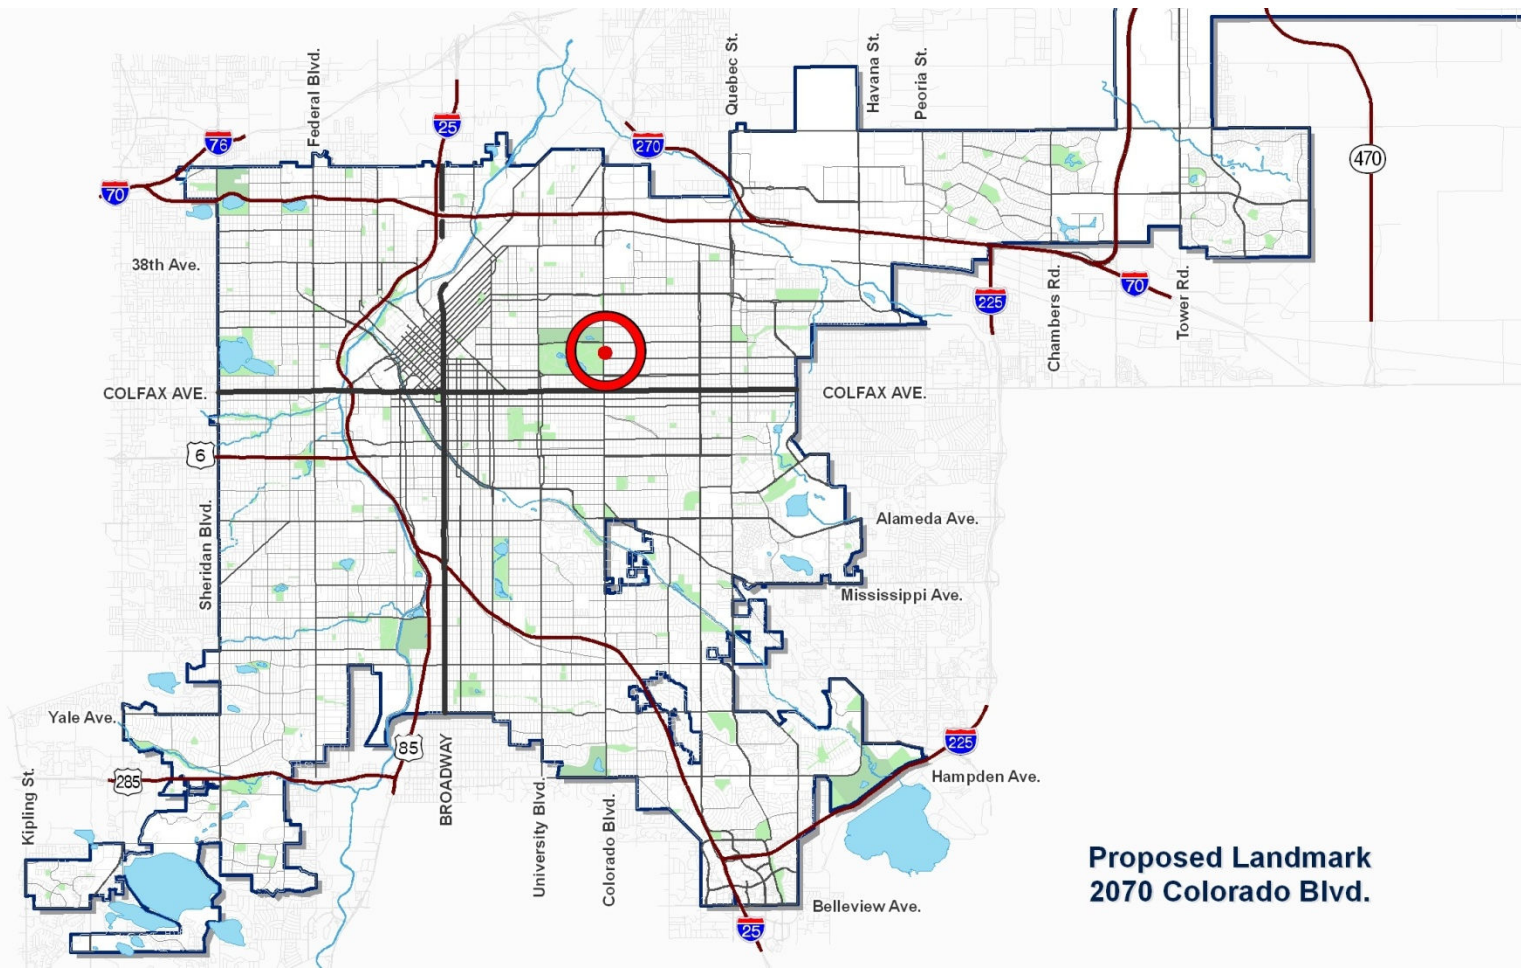 Federal Blvd.
25
Quebec St.
Havana St.
Peoria St.
76
270
470
70
38th Ave.
225
Chambers Rd.
70
Tower Rd.
COLFAX AVE.
COLFAX AVE.
6
Sheridan Blvd.
Alameda Ave.
Mississippi Ave.
Yale Ave.
85
BROADWAY
225
285
Hampden Ave.
Kipling St.
University Blvd.
Colorado Blvd.
Proposed Landmark
2070 Colorado Blvd.
Belleview Ave.
25